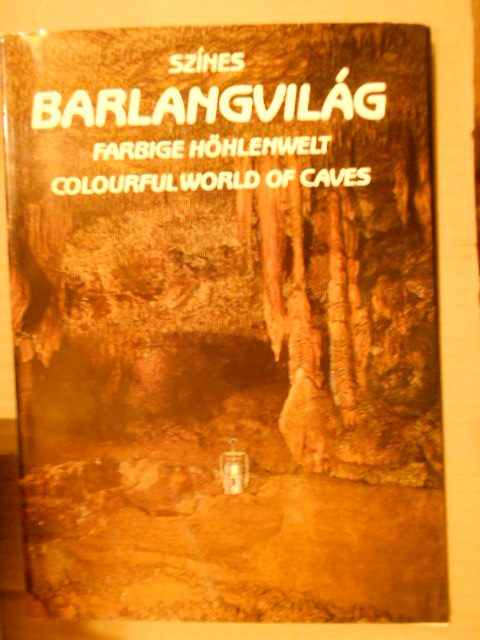 SZÍNES
BARLANGVILÁG
FARBIGE HÖHLENWELT
COLOURFUL WORLD OF CAVES